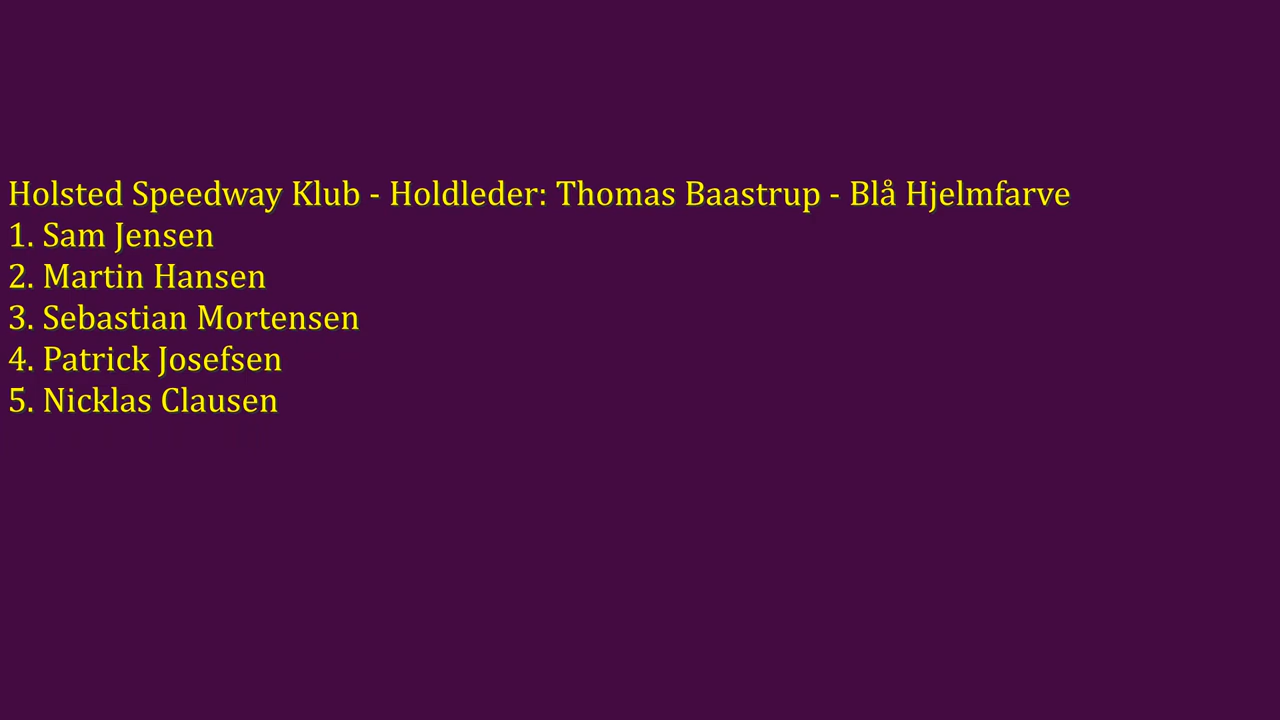 Holsted Speedway Klub - Holdleder: Thomas Baastrup - Blå Hjelmfarve
1. Sam Jensen
2. Martin Hansen
3. Sebastian Mortensen
4. Patrick Josefsen
5. Nicklas Clausen